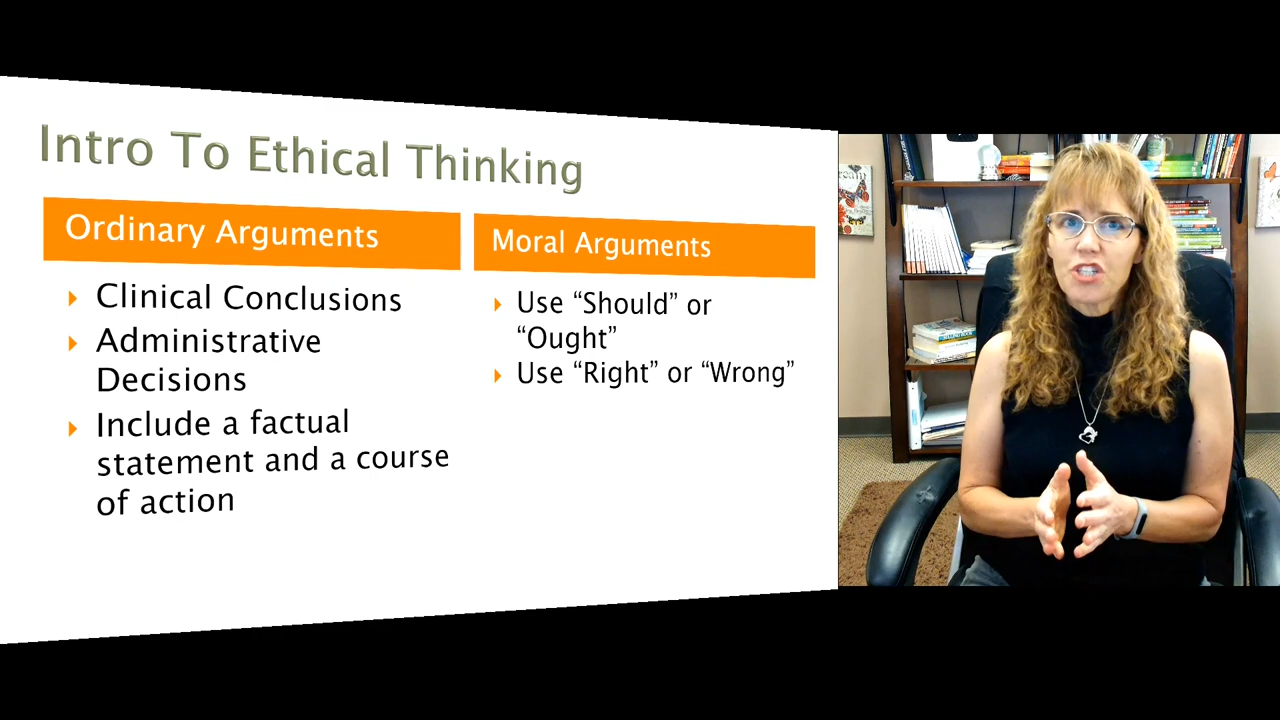 Intro To Ethical Thinking
Ordinary Arguments
Clinical Conclusions
Administrative
Decisions
Include a factual
statement and a course
of action
Moral Arguments
Use “Should” or
“Ought”
Use “Right” or “Wrong”